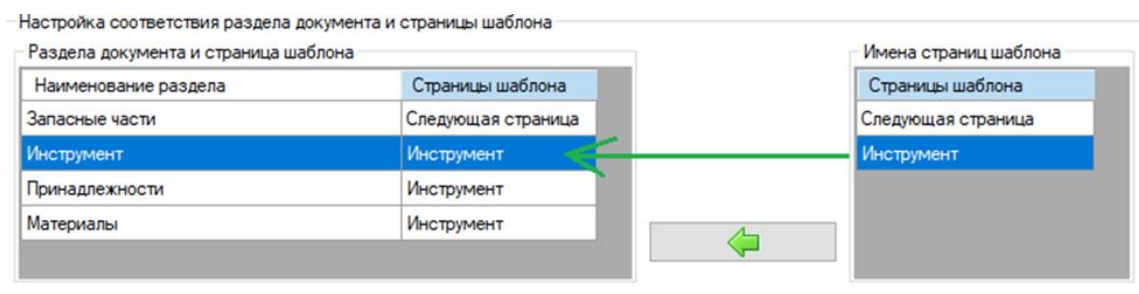 Настройка соответствия раздела документа и страницы шаблона
Раздела документа и страница шаблона
Имена страниц шаблона
Наименование раздела Страницы шаблона
Страницы шаблона
Запасные части Следующая страница
Следующая страница
Инструмент Инструмент
Инструмент
Принадлежности Инструмент
Материалы Инструмент